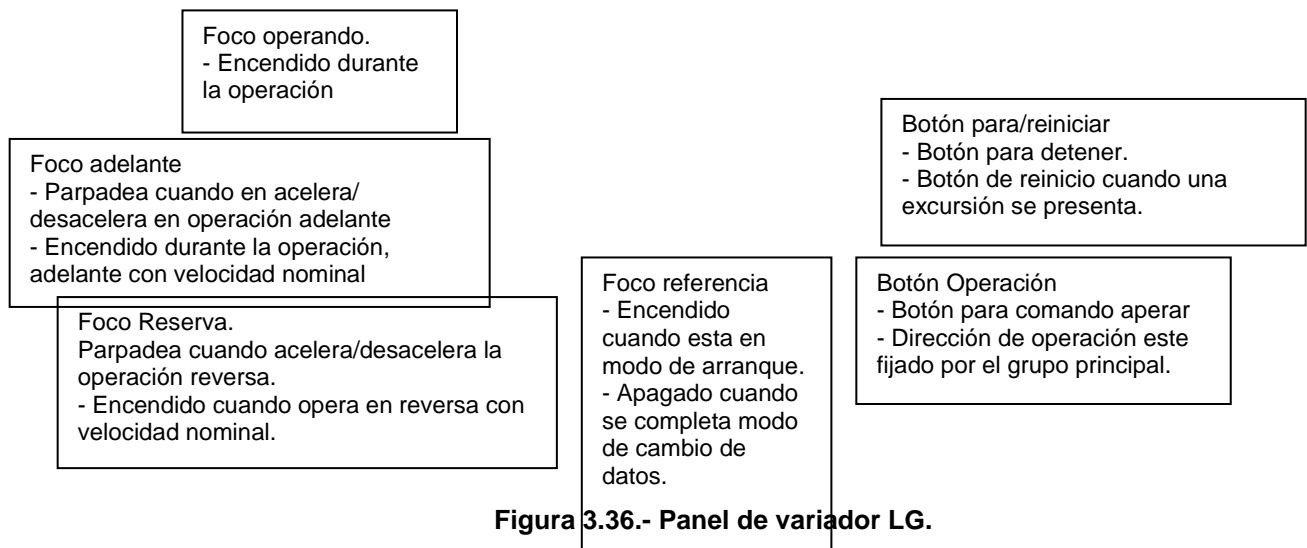 Foco operando.
- Encendido durante
la operación
Foco adelante
- Parpadea cuando en acelera/
desacelera en operación adelante
- Encendido durante la operación,
adelante con velocidad nominal
Foco Reserva.
Parpadea cuando acelera/desacelera la
operación reversa.
- Encendido cuando opera en reversa con
velocidad nominal.
Foco referencia
- Encendido
cuando esta en
modo de arranque.
- Apagado cuando
se completa modo
de cambio de
datos.
Botón para/reiniciar
- Botón para detener.
- Botón de reinicio cuando una
excursión se presenta.
Botón Operación
- Botón para comando aperar
- Dirección de operación este
fijado por el grupo principal.
Figura 3.36.- Panel de variador LG.